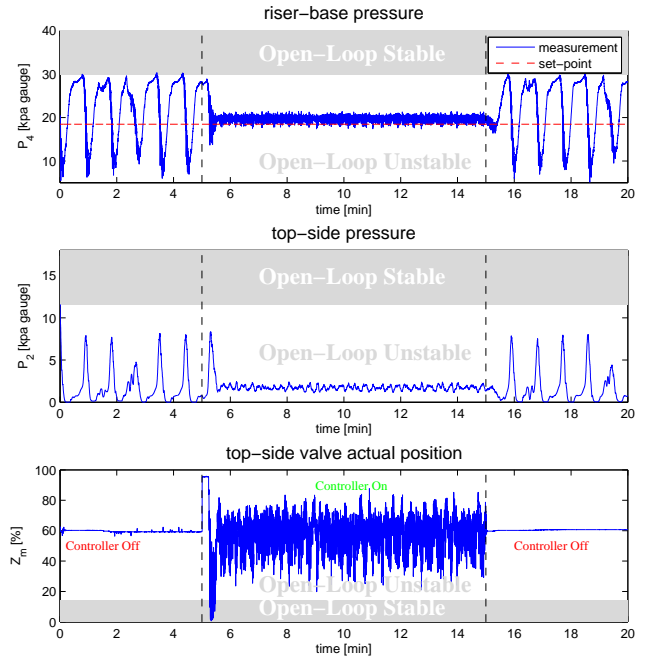 riser−base pressure
40
30
20
10
P4 [kpa gauge]
Open−Loop Stable
measurement
set−point
Open−Loop Unstable
0 2 4 6 8 10 12 14 16 18 20
time [min]
top−side pressure
15
10
5
0
P2 [kpa gauge]
Open−Loop Stable
Open−Loop Unstable
0 2 4 6 8 10 12 14 16 18 20
time [min]
top−side valve actual position
100
80
60
40
20
0
Zm [%]
Controller On
Controller Off
Controller Off
Open−Loop Unstable
Open−Loop Stable
0 2 4 6 8 10 12 14 16 18 20
time [min]